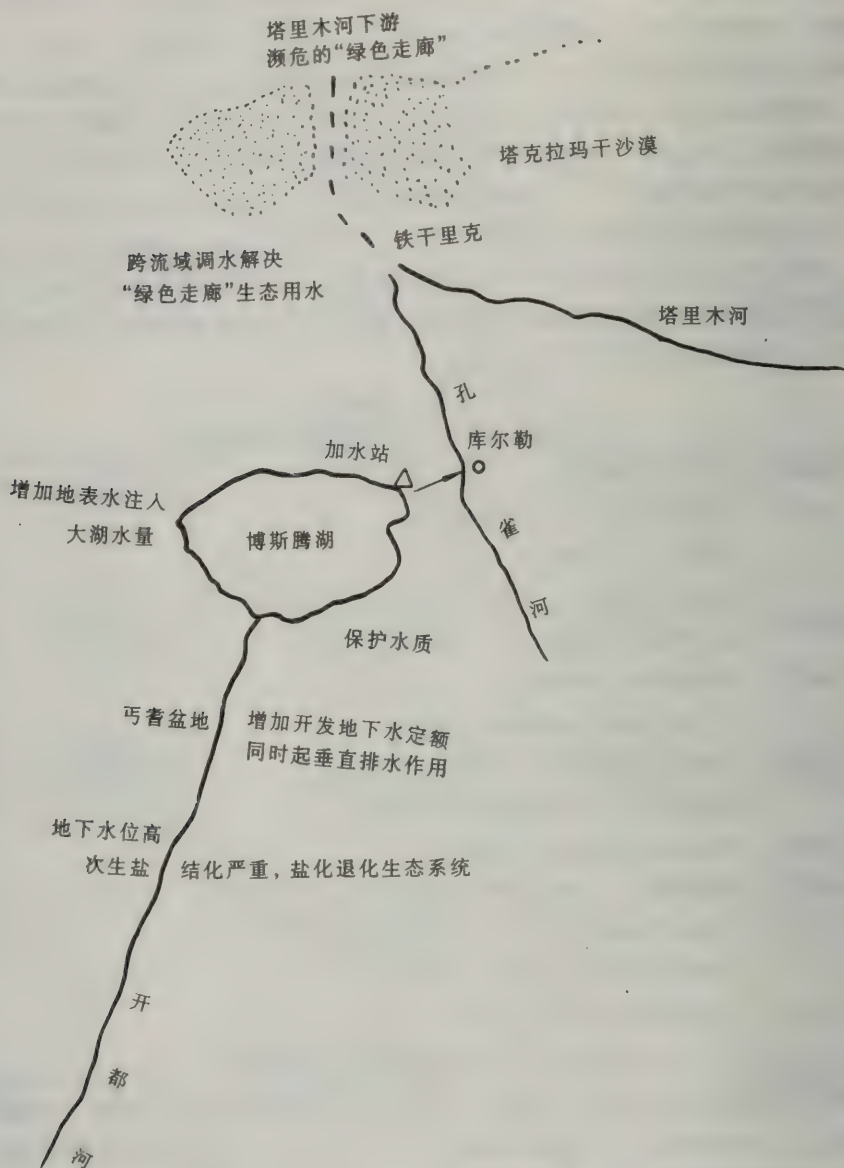 塔里木河下游
濒危的“绿色走廊”
塔克拉玛干沙漠
铁干里克
跨流域调水解决
“绿色走廊”生态用水
塔里木河
孔雀河
库尔勒
加水站
增加地表水注入
大湖水量
博斯腾湖
保护水质
丐耆盆地
增加开发地下水定额
同时起垂直排水作用
地下水位高
次生盐 结化严重，盐化退化生态系统
开都河